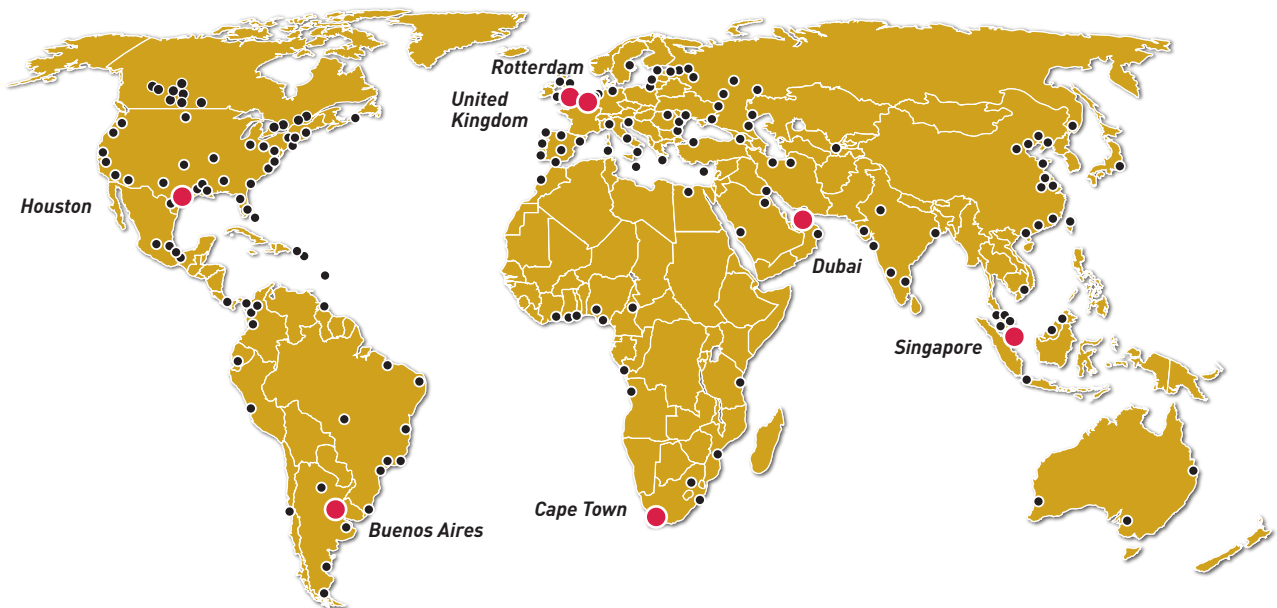 Rotterdam
United
Kingdom
Houston
Dubai
Singapore
Cape Town
Buenos Aires